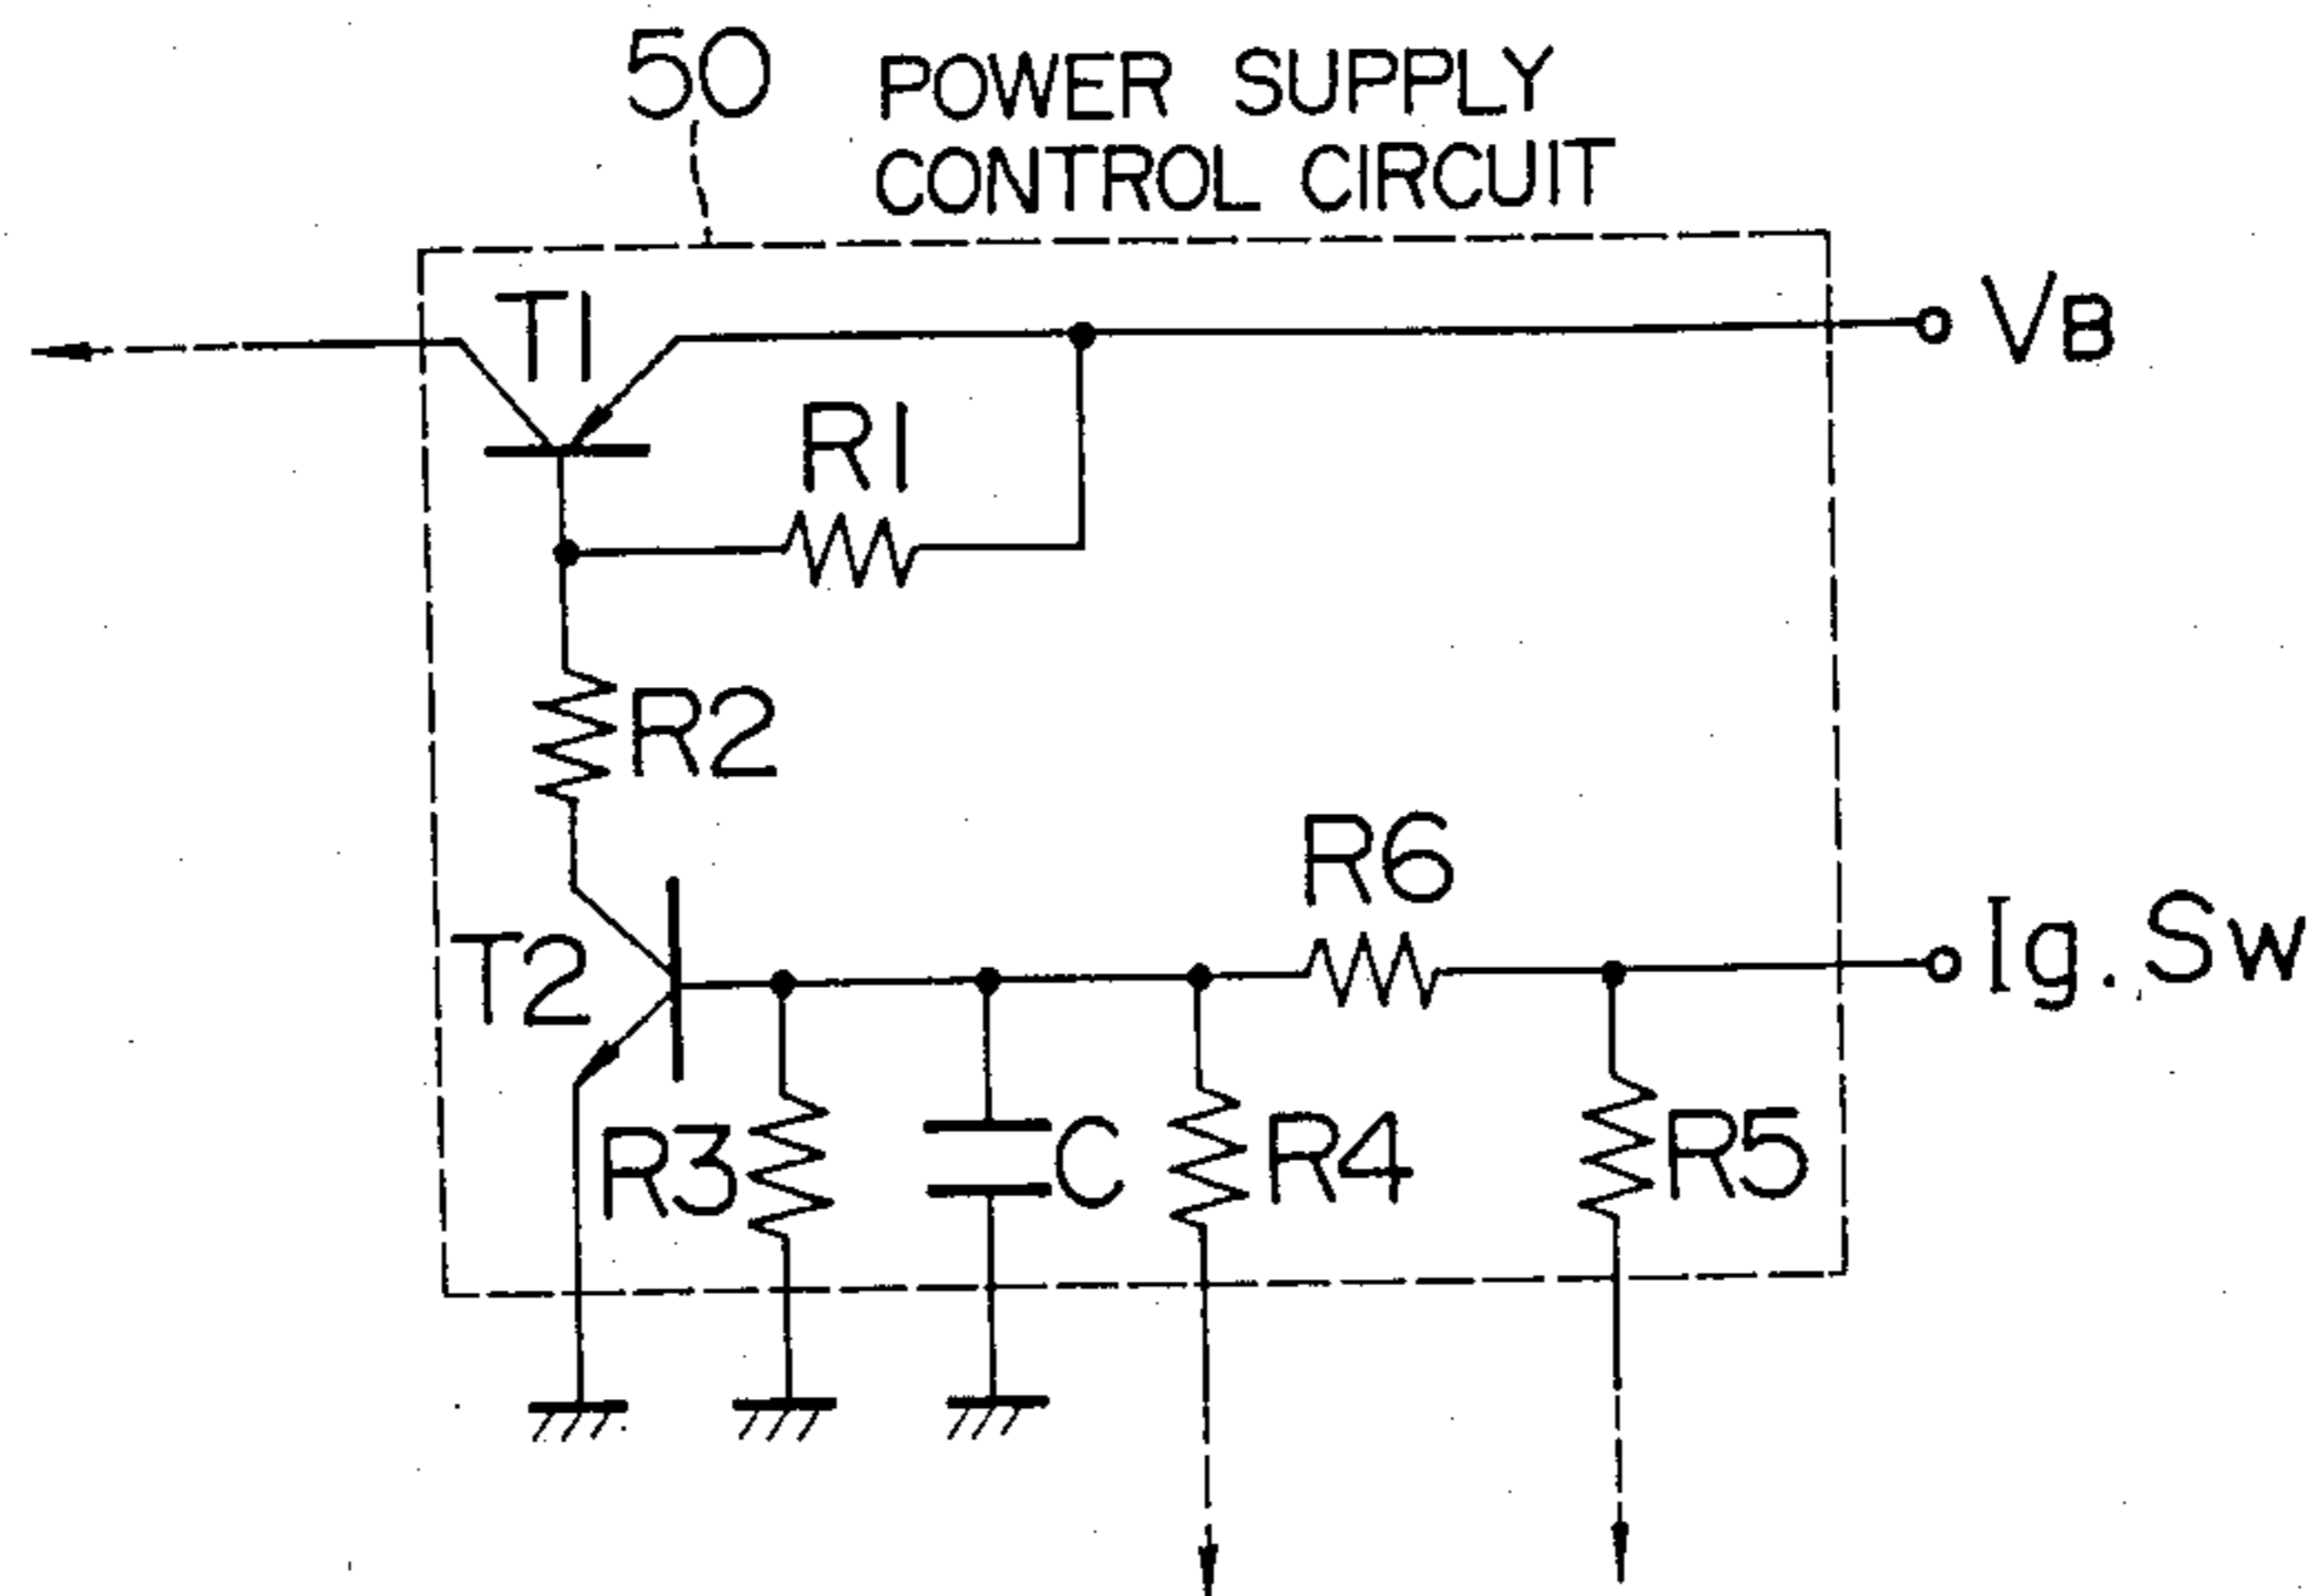 50 POWER SUPPLY
CONTROL CIRCUIT
T1
VB
R1
R2
R6
T2
Ig. Sw
R3
C
R4
R5